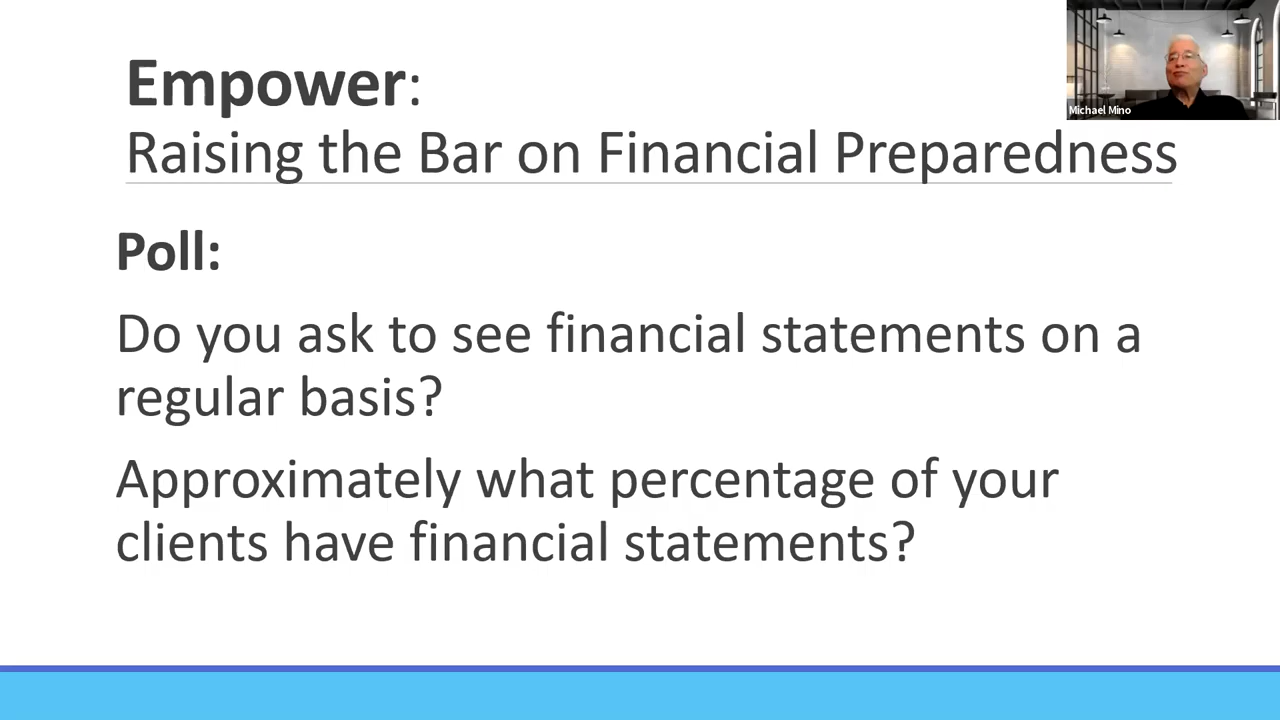 Empower:
Raising the Bar on Financial Preparedness
Michael Mino
Poll:
Do you ask to see financial statements on a
regular basis?
Approximately what percentage of your
clients have financial statements?